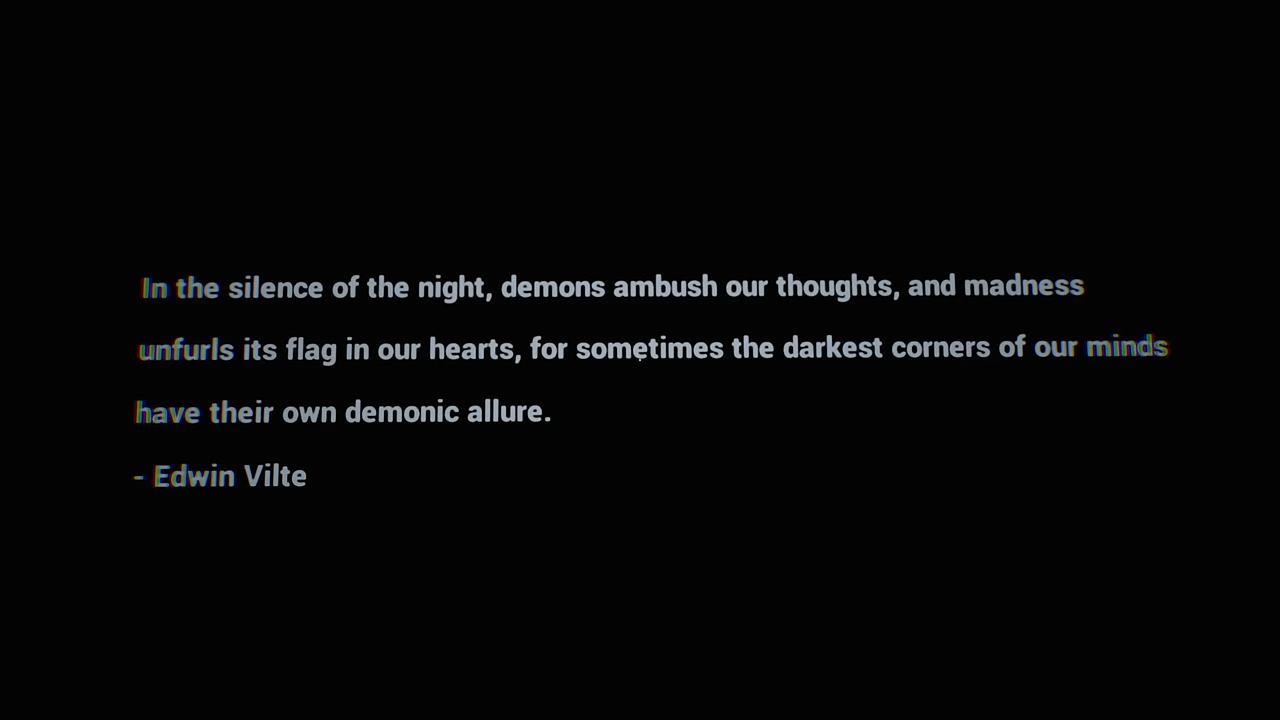 In the silence of the night, demons ambush our thoughts, and madness
unfurls its flag in our hearts, for sometimes the darkest corners of our minds
have their own demonic allure.
- Edwin Vilte